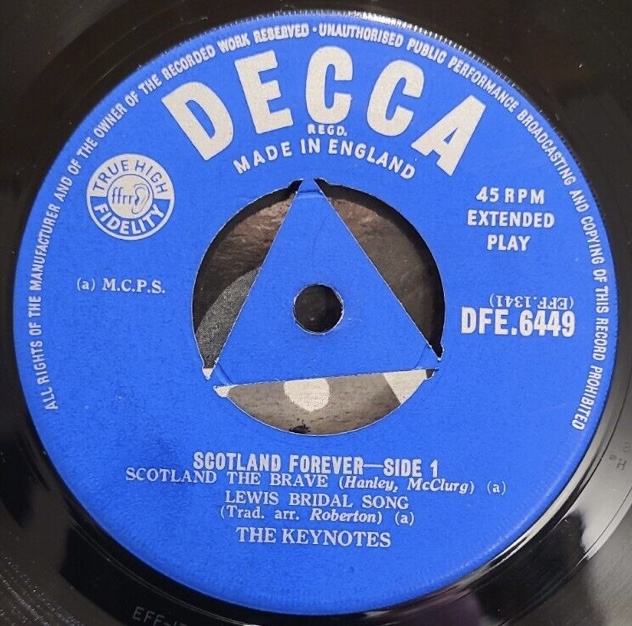 ALL RIGHTS OF THE MANUFACTURER AND OF THE OWNER OF THE RECORDED WORK RESERVED · UNAUTHORISED PUBLIC PERFORMANCE BROADCASTING AND COPYING OF THIS RECORD PROHIBITED
DECCA
REGD.
MADE IN ENGLAND
TRUE HIGH
ffrr
FIDELITY
45 RPM
EXTENDED
PLAY
(a) M.C.P.S.
(EFF.1341)
DFE.6449
SCOTLAND FOREVER—SIDE 1
SCOTLAND THE BRAVE (Hanley, McClurg) (a)
LEWIS BRIDAL SONG
(Trad. arr. Roberton) (a)
THE KEYNOTES